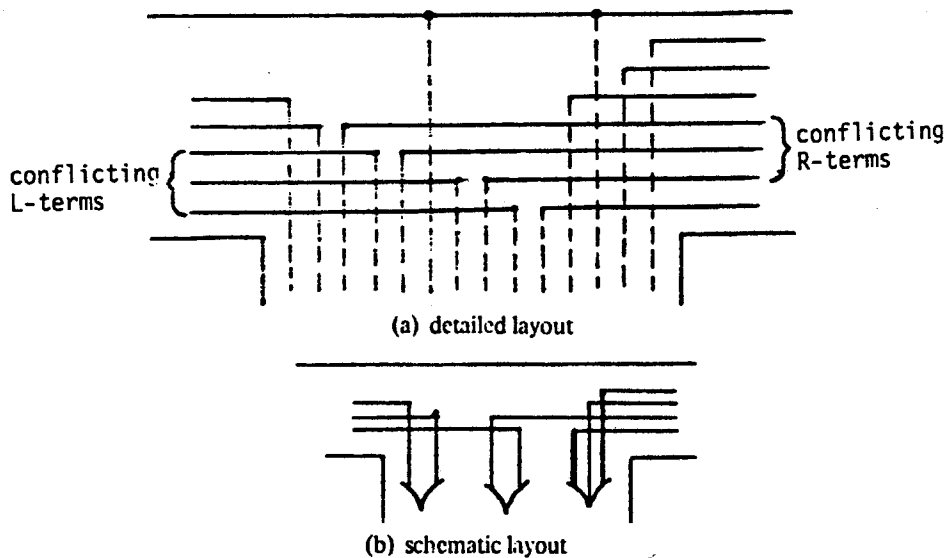 conflicting
L-terms
conflicting
R-terms
(a) detailed layout
(b) schematic layout